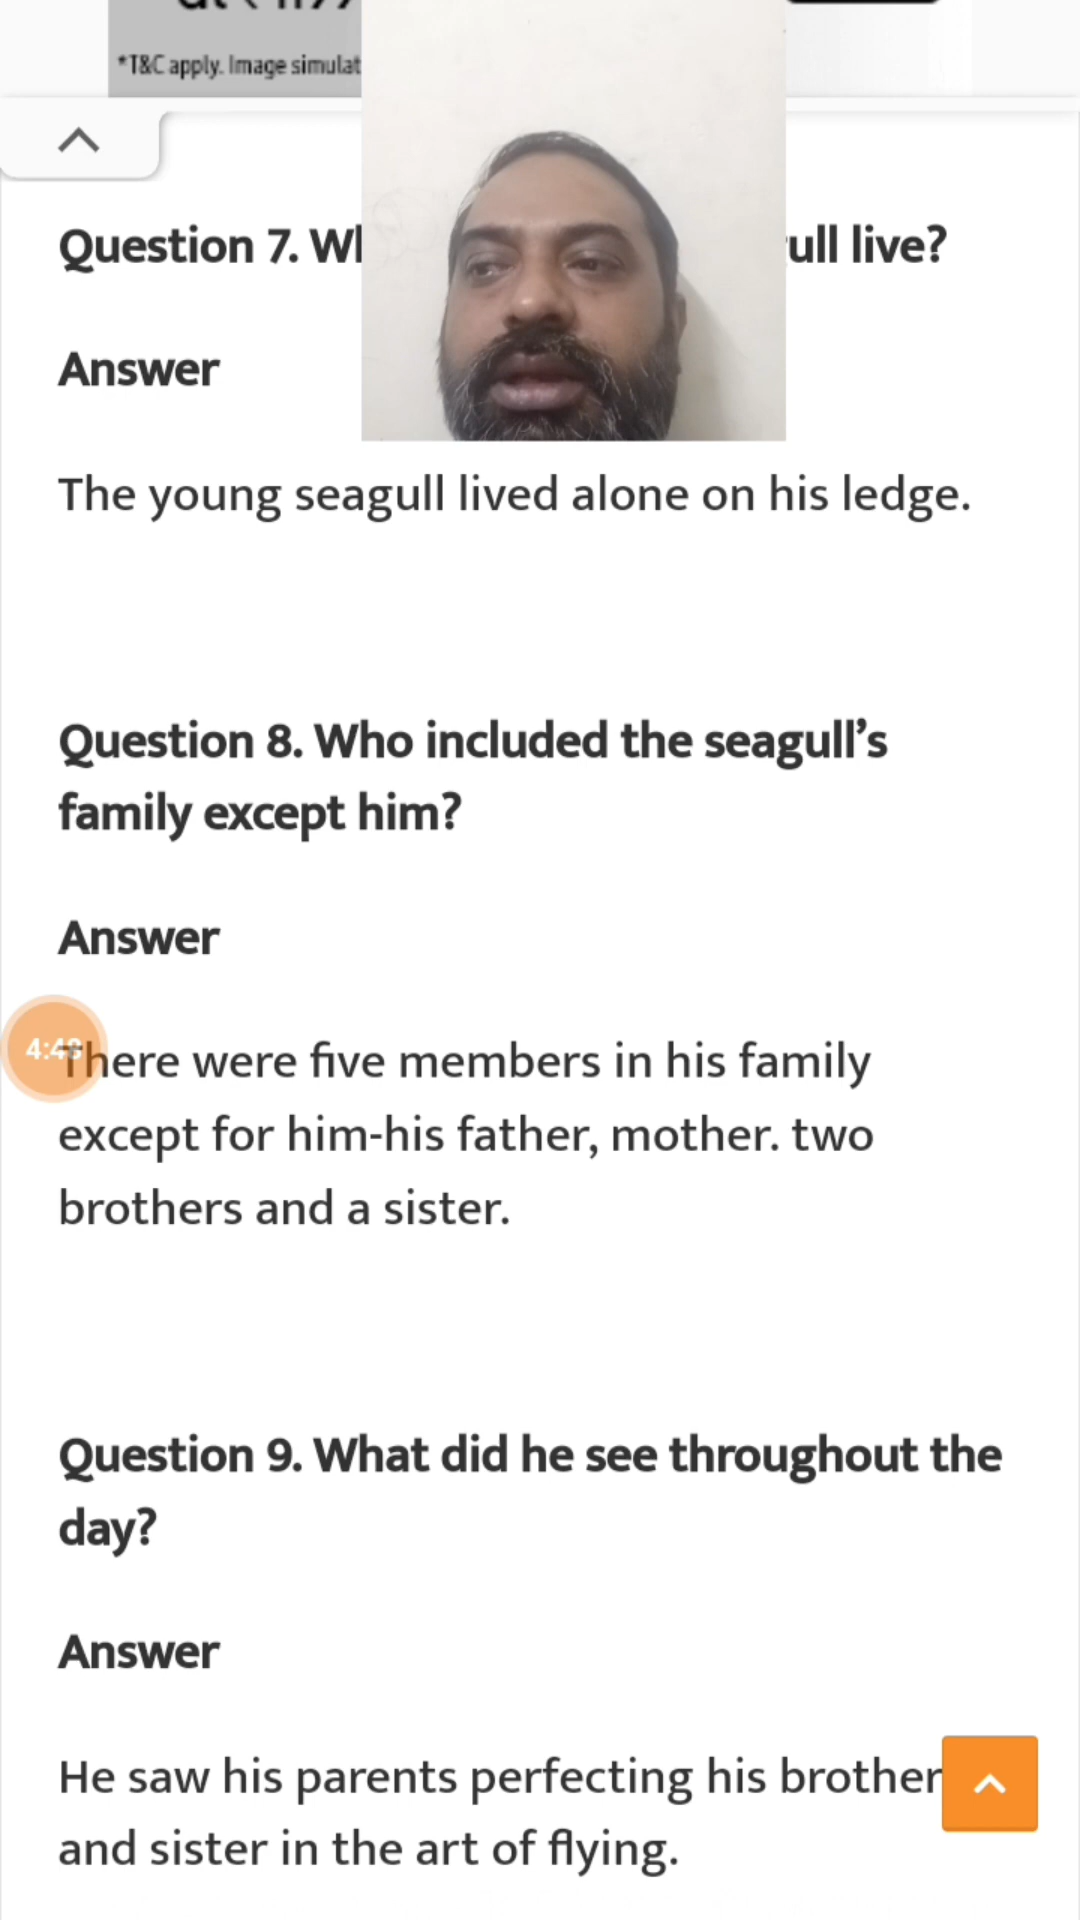 *T&C apply. Image
Question 7. ull live?
Answer
The young seagull lived alone on his ledge.
Question 8. Who included the seagull’s
family except him?
Answer
4:48
There were five members in his family
except for him-his father, mother. two
brothers and a sister.
Question 9. What did he see throughout the
day?
Answer
He saw his parents perfecting his brother
and sister in the art of flying.